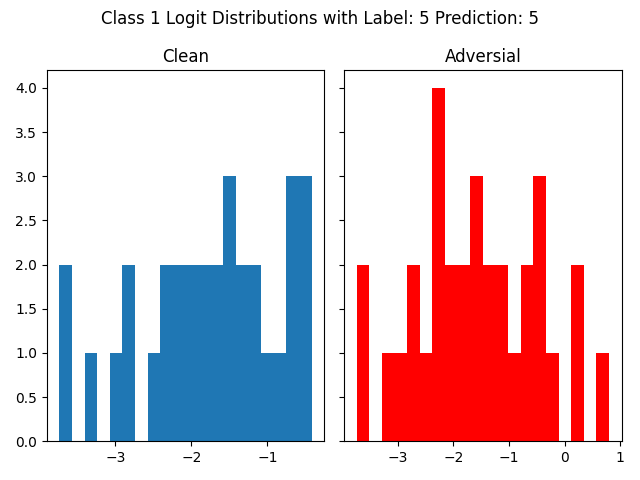 Class 1 Logit Distributions with Label: 5 Prediction: 5
Clean
Adversial
4.0
3.5
3.0
2.5
2.0
1.5
1.0
0.5
0.0
−3 −2 −1
−3 −2 −1 0 1